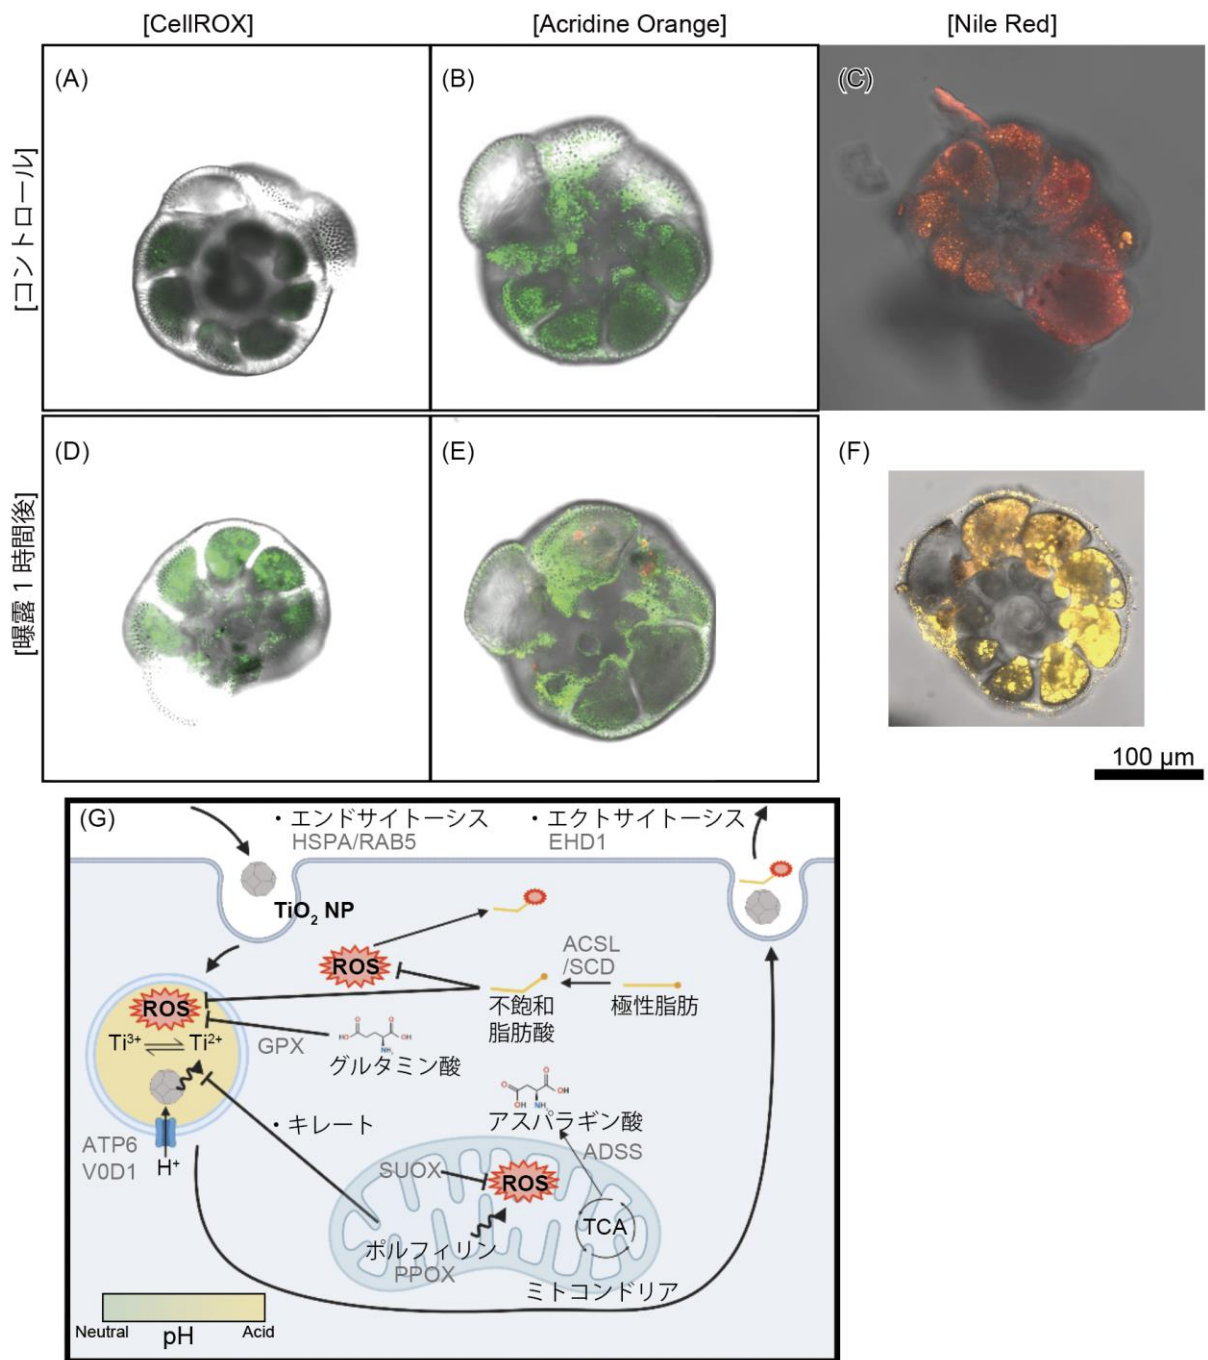 [CellROX]
[Acridine Orange]
[Nile Red]
[コントロール]
(A)
(B)
(C)
[曝露 1 時間後]
(D)
(E)
(F)
100 µm
(G)
・エンドサイトーシス
HSPA/RAB5
・エクトサイトーシス
EHD1
TiO₂ NP
ROS
ACSL
/SCD
不飽和
脂肪酸
極性脂肪
ROS
Ti³⁺
Ti²⁺
GPX
グルタミン酸
アスパラギン酸
・キレート
ADSS
ATP6
V0D1
H⁺
SUOX
ROS
TCA
ポルフィリン
PPOX
ミトコンドリア
Neutral
pH
Acid